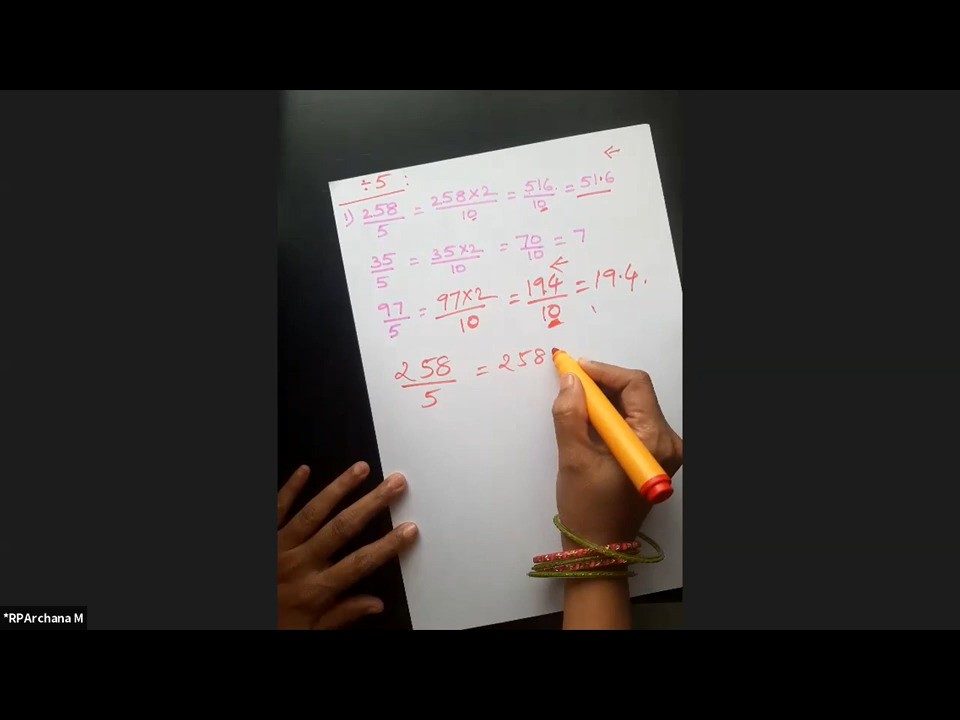 ÷5 :
←
1) 258/5 = 258×2/10 = 516./10 = 51.6
35/5 = 35×2/10 = 70/10 = 7
←
97/5 = 97×2/10 = 194/10 = 19.4.
258/5 = 258
*RPArchana M